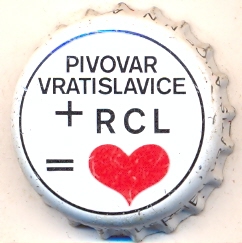 PIVOVAR
VRATISLAVICE
+ RCL
=